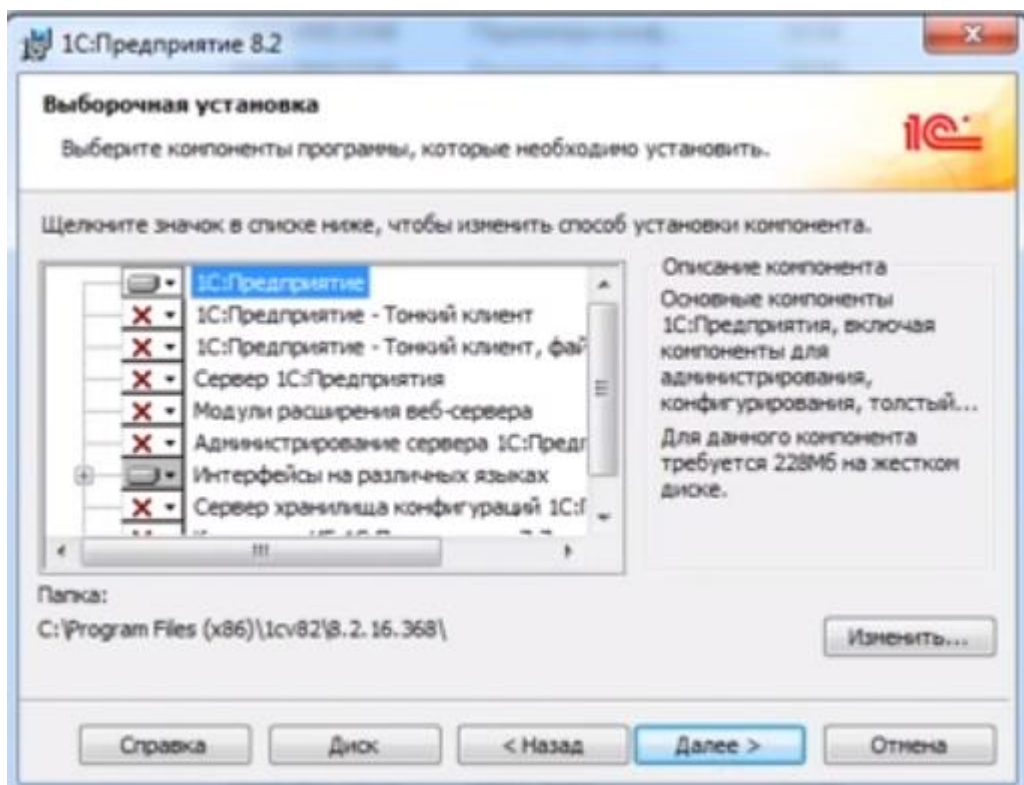 1С:Предприятие 8.2
Выборочная установка
Выберите компоненты программы, которые необходимо установить.
1С
Щелкните значок в списке ниже, чтобы изменить способ установки компонента.
1С:Предприятие
1С:Предприятие - Тонкий клиент
1С:Предприятие - Тонкий клиент, фай
Сервер 1С:Предприятия
Модули расширения веб-сервера
Администрирование сервера 1С:Предп
Интерфейсы на различных языках
Сервер хранилища конфигураций 1С:П
Описание компонента
Основные компоненты
1С:Предприятия, включая
компоненты для
администрирования,
конфигурирования, толстый...
Для данного компонента
требуется 228Мб на жестком
диске.
Папка:
C:\Program Files (x86)\1cv82\8.2.16.368\
Изменить...
Справка
Диск
< Назад
Далее >
Отмена